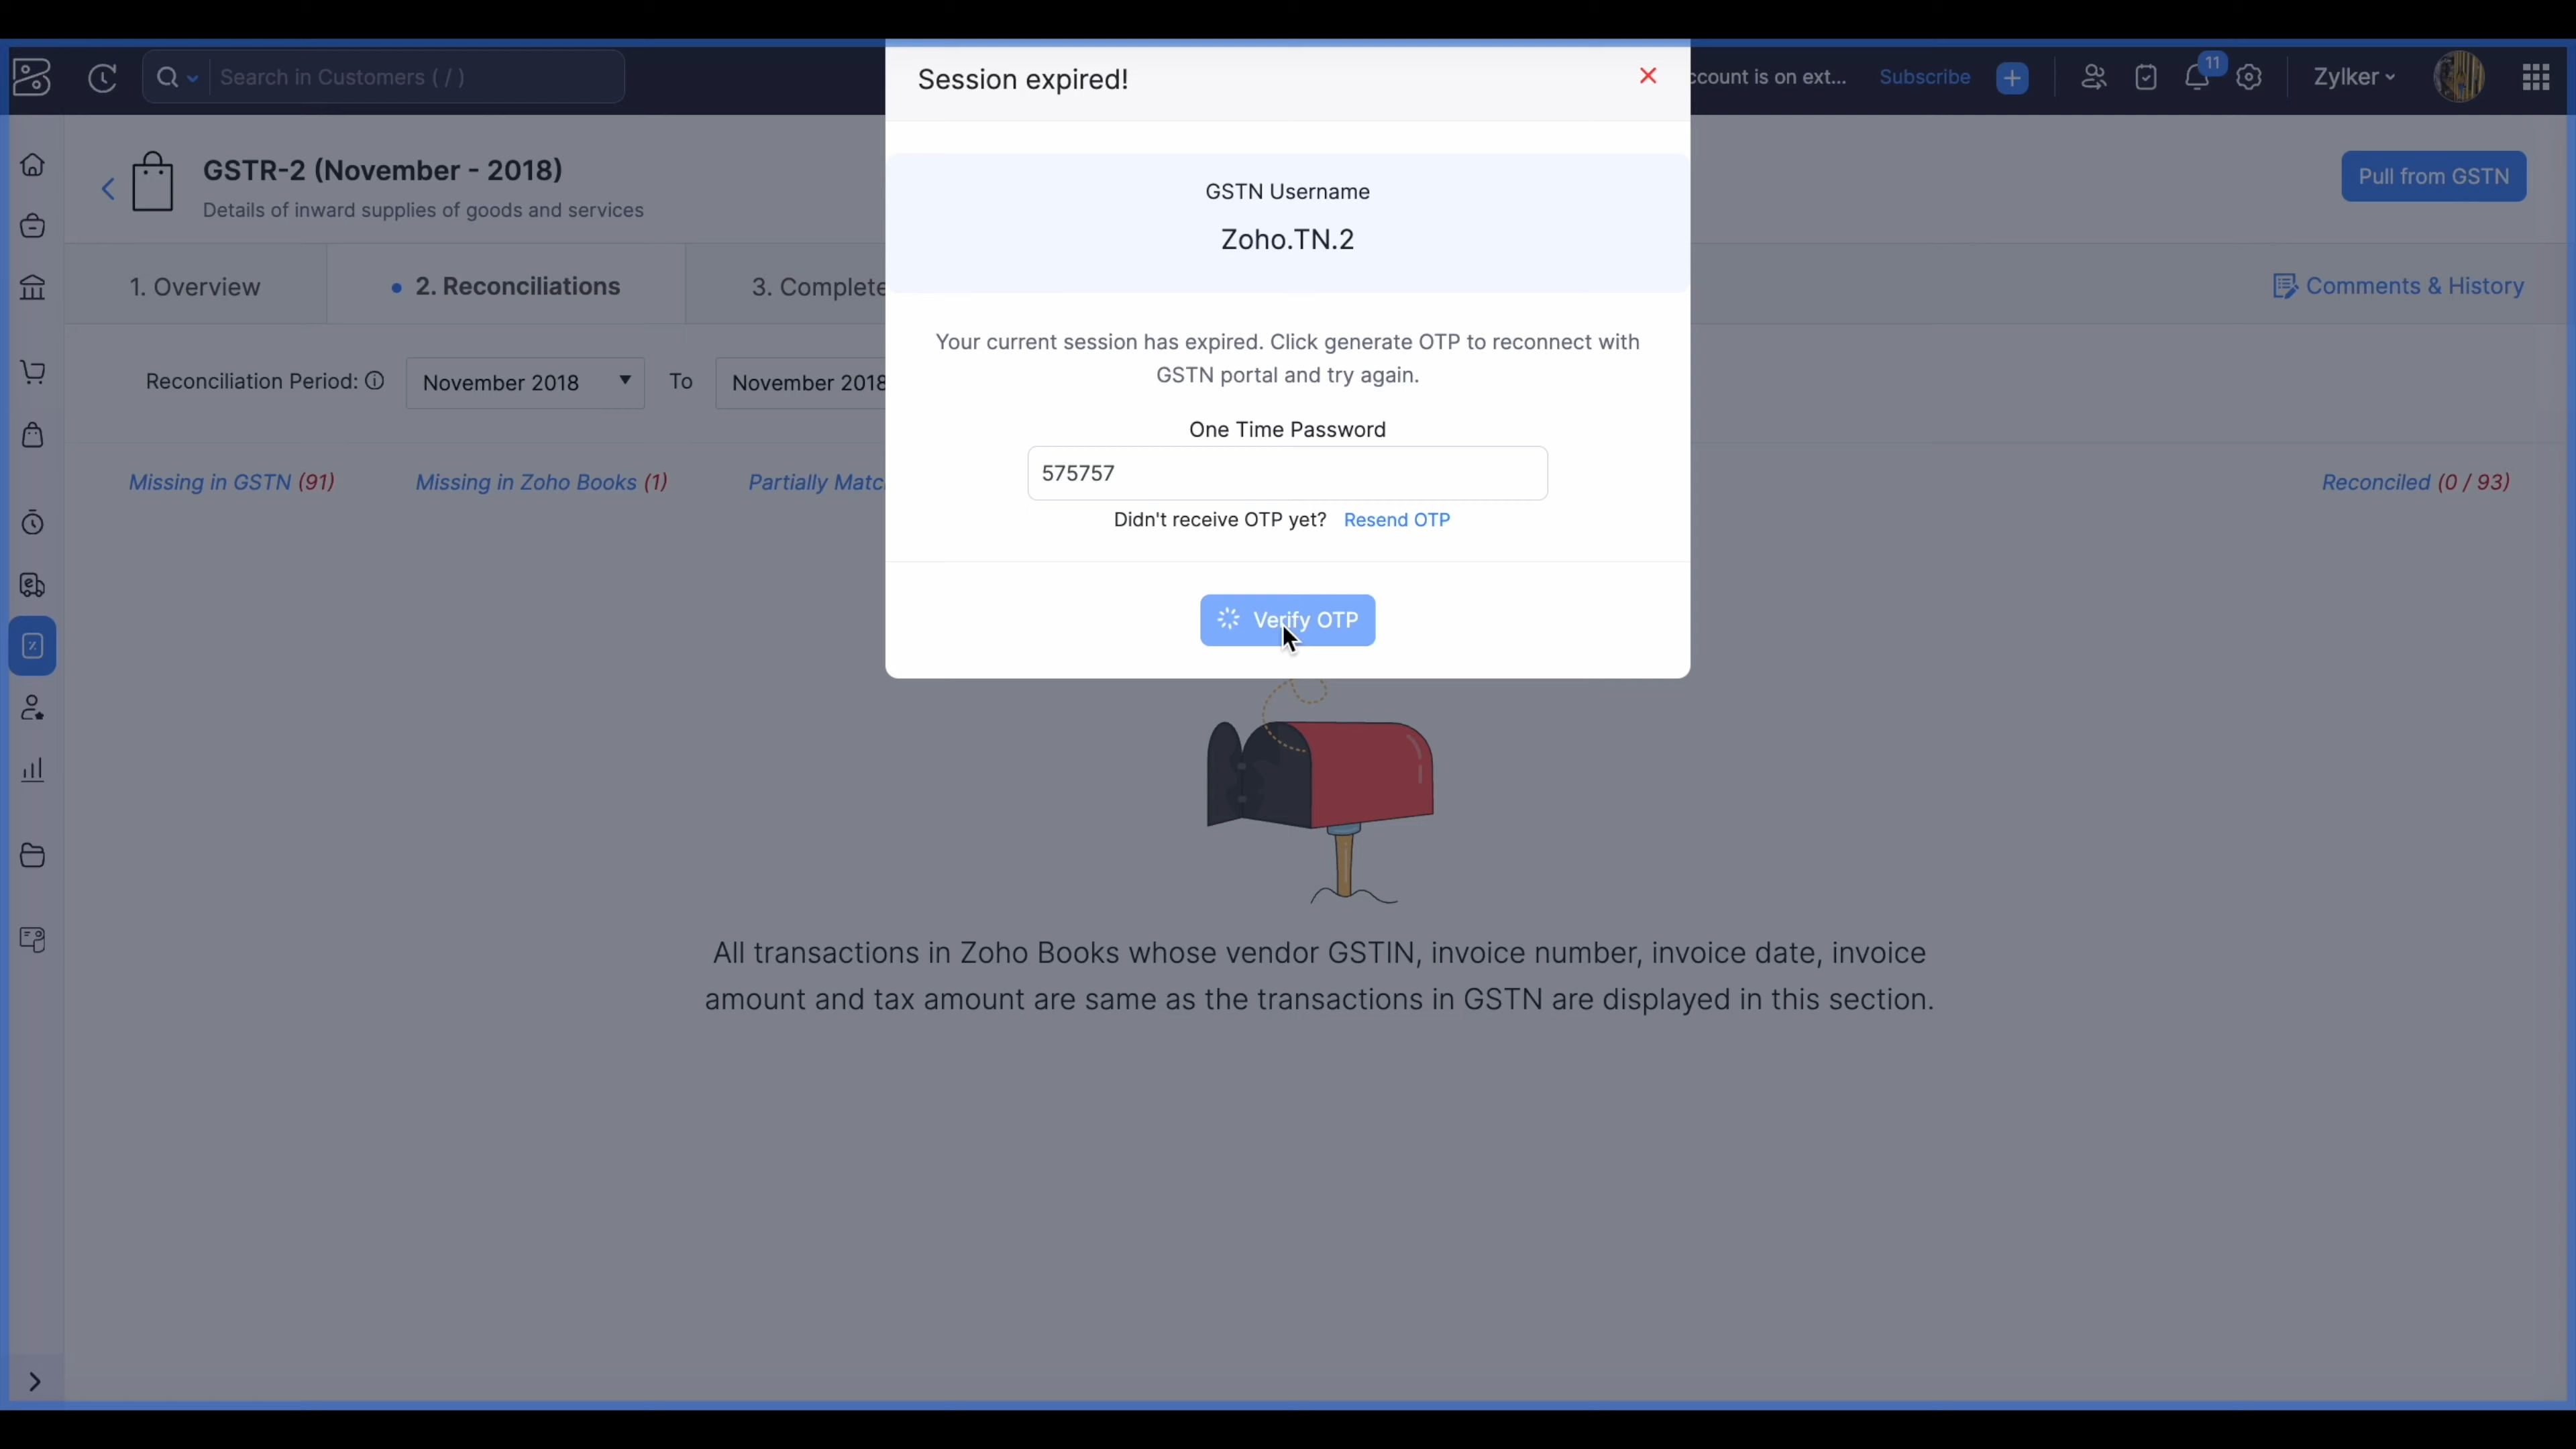 Search in Customers ( / )
Session expired!
ccount is on ext...
Subscribe
11
Zylker
GSTR-2 (November - 2018)
Details of inward supplies of goods and services
Pull from GSTN
GSTN Username
Zoho.TN.2
1. Overview
2. Reconciliations
3. Complete
Comments & History
Your current session has expired. Click generate OTP to reconnect with
GSTN portal and try again.
Reconciliation Period:
November 2018
To
November 2018
One Time Password
575757
Didn't receive OTP yet? Resend OTP
Missing in GSTN (91)
Missing in Zoho Books (1)
Partially Matc
Reconciled (0 / 93)
Verify OTP
All transactions in Zoho Books whose vendor GSTIN, invoice number, invoice date, invoice
amount and tax amount are same as the transactions in GSTN are displayed in this section.